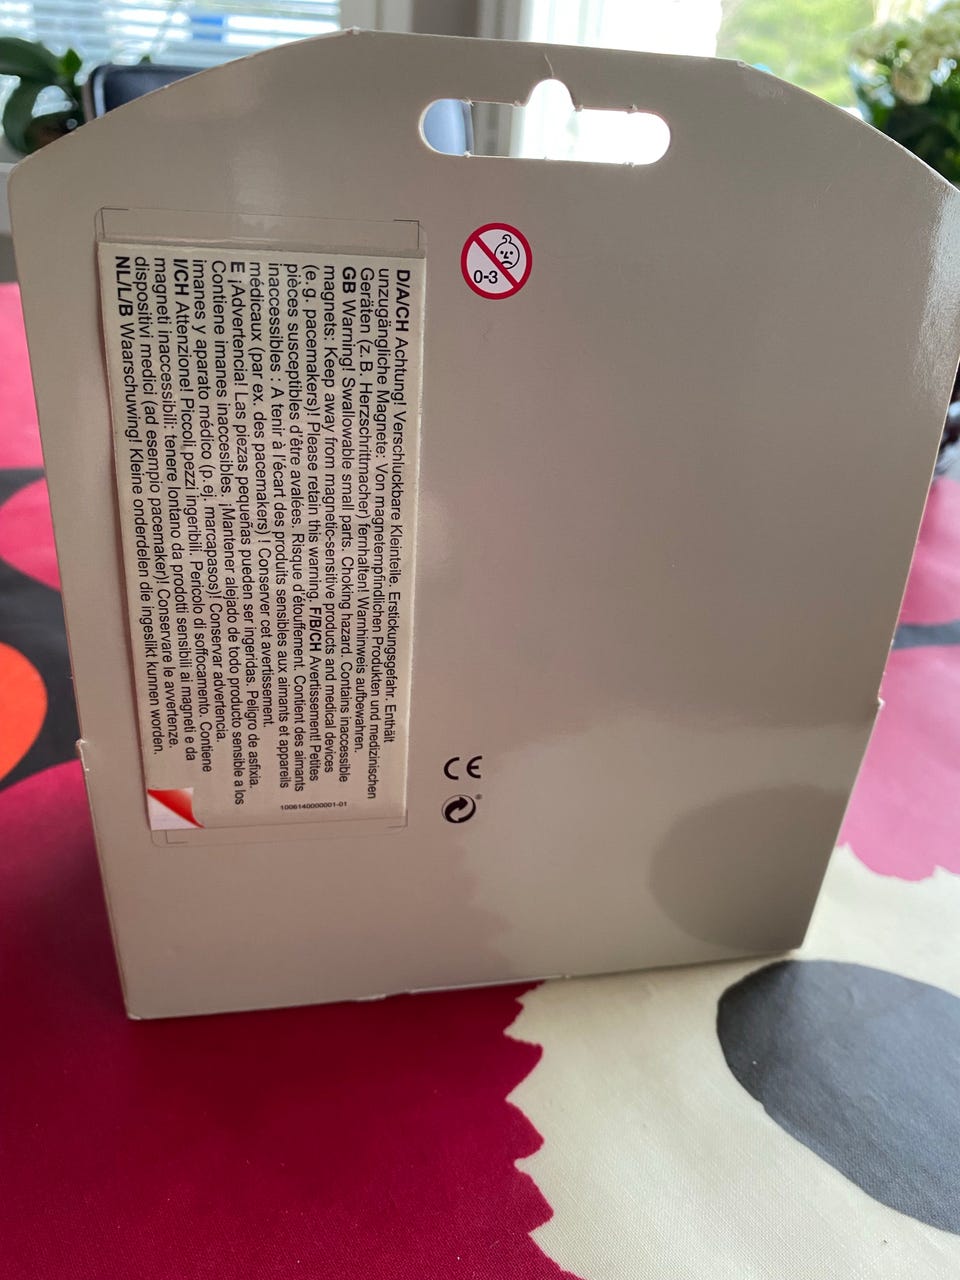 D/A/CH Achtung! Verschluckbare Kleinteile. Erstickungsgefahr. Enthält
unzugängliche Magnete: Von magnetempfindlichen Produkten und medizinischen
Geräten (z. B. Herzschrittmacher) fernhalten! Warnhinweis aufbewahren.
GB Warning! Swallowable small parts. Choking hazard. Contains inaccessible
magnets: Keep away from magnetic-sensitive products and medical devices
(e.g. pacemakers)! Please retain this warning. F/B/CH Avertissement! Petites
pièces susceptibles d'être avalées. Risque d'étouffement. Contient des aimants
inaccessibles : A tenir à l'écart des produits sensibles aux aimants et appareils
médicaux (par ex. des pacemakers) ! Conserver cet avertissement.
E ¡Advertencia! Las piezas pequeñas pueden ser ingeridas. Peligro de asfixia.
Contiene imanes inaccesibles. ¡Mantener alejado de todo producto sensible a los
imanes y aparato médico (p. ej. marcapasos)! Conservar advertencia.
I/CH Attenzione! Piccoli pezzi ingeribili. Pericolo di soffocamento. Contiene
magneti inaccessibili: tenere lontano da prodotti sensibili ai magneti e da
dispositivi medici (ad esempio pacemaker)! Conservare le avvertenze.
NL/L/B Waarschuwing! Kleine onderdelen die ingeslikt kunnen worden.
1006140000001-01
0-3
CE